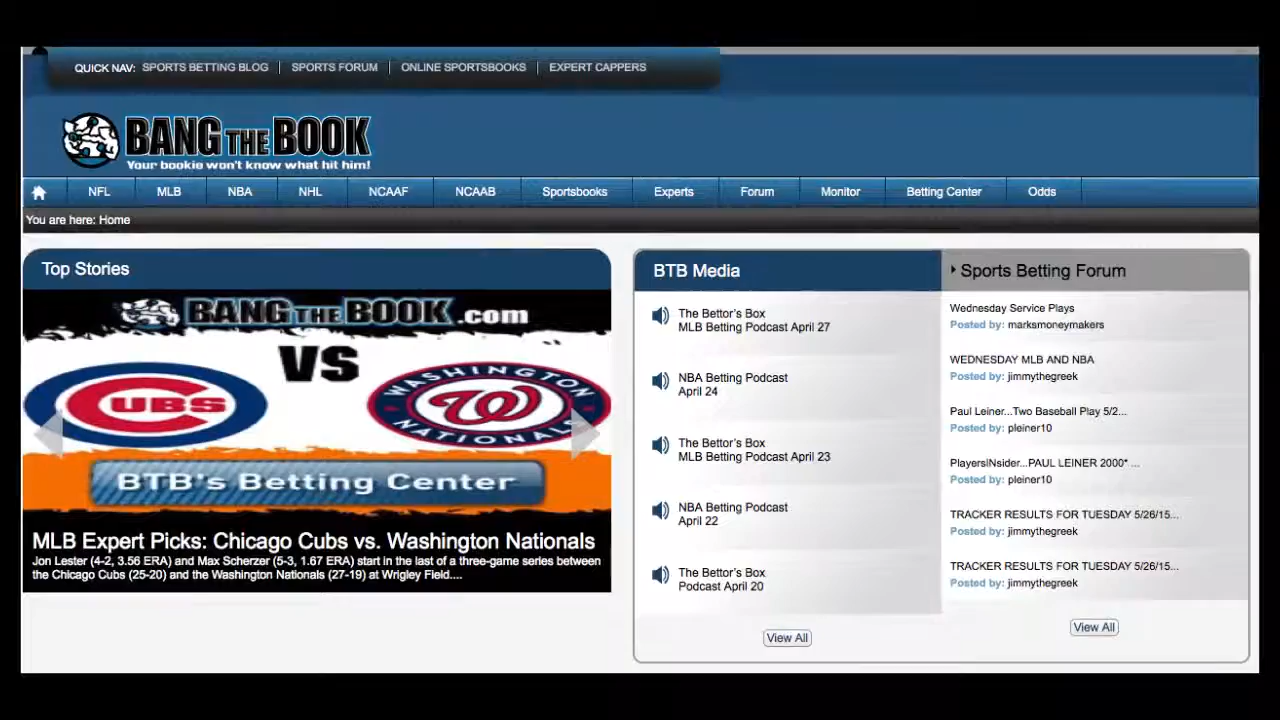 QUICK NAV: SPORTS BETTING BLOG SPORTS FORUM ONLINE SPORTSBOOKS EXPERT CAPPERS
BANG THE BOOK
Your bookie won't know what hit him!
NFL MLB NBA NHL NCAAF NCAAB Sportsbooks Experts Forum Monitor Betting Center Odds
You are here: Home
Top Stories
BANG THE BOOK.com
VS
CUBS
WASHINGTON
W
NATIONALS
BTB's Betting Center
MLB Expert Picks: Chicago Cubs vs. Washington Nationals
Jon Lester (4-2, 3.56 ERA) and Max Scherzer (5-3, 1.67 ERA) start in the last of a three-game series between
the Chicago Cubs (25-20) and the Washington Nationals (27-19) at Wrigley Field....
BTB Media
The Bettor's Box
MLB Betting Podcast April 27
NBA Betting Podcast
April 24
The Bettor's Box
MLB Betting Podcast April 23
NBA Betting Podcast
April 22
The Bettor's Box
Podcast April 20
View All
Sports Betting Forum
Wednesday Service Plays
Posted by: marksmoneymakers
WEDNESDAY MLB AND NBA
Posted by: jimmythegreek
Paul Leiner...Two Baseball Play 5/2...
Posted by: pleiner10
PlayersINsider...PAUL LEINER 2000* ...
Posted by: pleiner10
TRACKER RESULTS FOR TUESDAY 5/26/15...
Posted by: jimmythegreek
TRACKER RESULTS FOR TUESDAY 5/26/15...
Posted by: jimmythegreek
View All